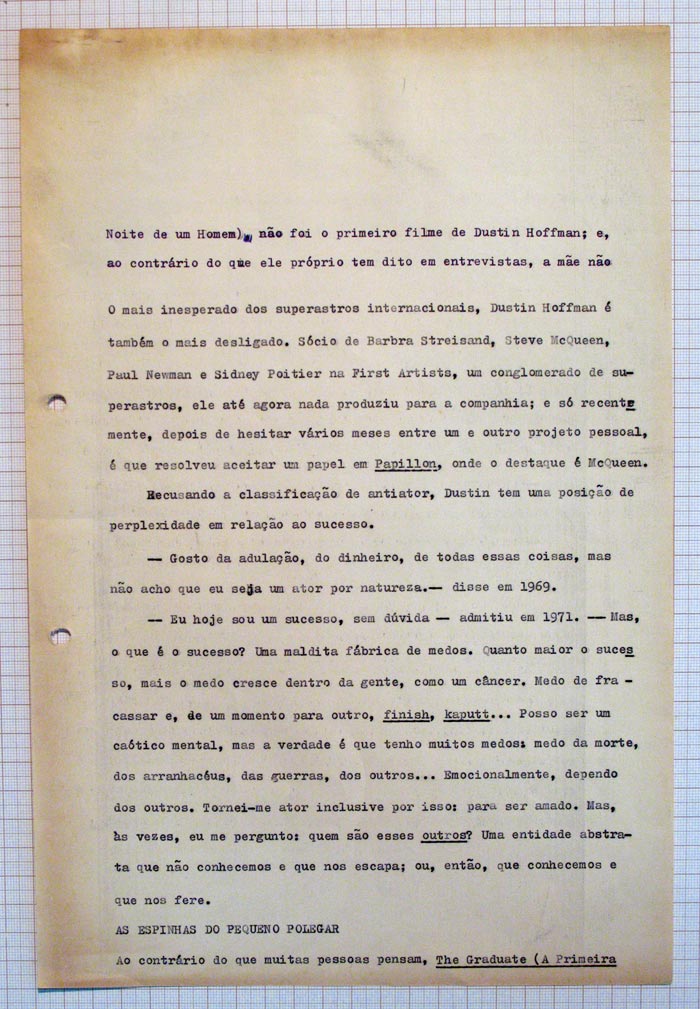 Noite de um Homem), não foi o primeiro filme de Dustin Hoffman; e,
ao contrário do que ele próprio tem dito em entrevistas, a mãe não
O mais inesperado dos superastros internacionais, Dustin Hoffman é
também o mais desligado. Sócio de Barbra Streisand, Steve McQueen,
Paul Newman e Sidney Poitier na First Artists, um conglomerado de su-
perastros, ele até agora nada produziu para a companhia; e só recente
mente, depois de hesitar vários meses entre um e outro projeto pessoal,
é que resolveu aceitar um papel em Papillon, onde o destaque é McQueen.
Recusando a classificação de antiator, Dustin tem uma posição de
perplexidade em relação ao sucesso.
— Gosto da adulação, do dinheiro, de todas essas coisas, mas
não acho que eu seja um ator por natureza.— disse em 1969.
— Eu hoje sou um sucesso, sem dúvida — admitiu em 1971. — Mas,
o que é o sucesso? Uma maldita fábrica de medos. Quanto maior o suces
so, mais o medo cresce dentro da gente, como um câncer. Medo de fra -
cassar e, de um momento para outro, finish, kaputt... Posso ser um
caótico mental, mas a verdade é que tenho muitos medos: medo da morte,
dos arranhacéus, das guerras, dos outros... Emocionalmente, dependo
dos outros. Tornei-me ator inclusive por isso: para ser amado. Mas,
às vezes, eu me pergunto: quem são esses outros? Uma entidade abstra-
ta que não conhecemos e que nos escapa; ou, então, que conhecemos e
que nos fere.
AS ESPINHAS DO PEQUENO POLEGAR
Ao contrário do que muitas pessoas pensam, The Graduate (A Primeira